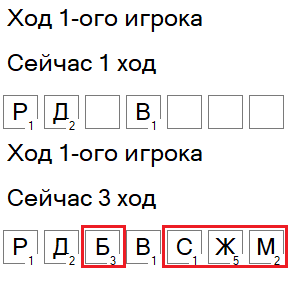 Ход 1-ого игрока
Сейчас 1 ход
Р1 Д2 В1
Ход 1-ого игрока
Сейчас 3 ход
Р1 Д2 Б3 В1 С1 Ж5 М2